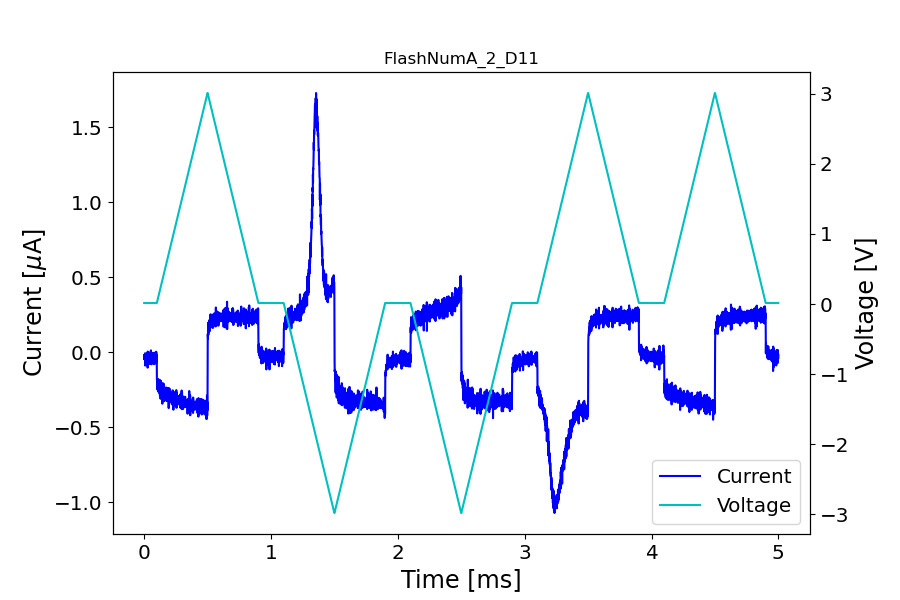 FlashNumA_2_D11
Current [μA]
1.5
1.0
0.5
0.0
−0.5
−1.0
3
2
1
0
−1
−2
−3
Voltage [V]
Current
Voltage
0 1 2 3 4 5
Time [ms]